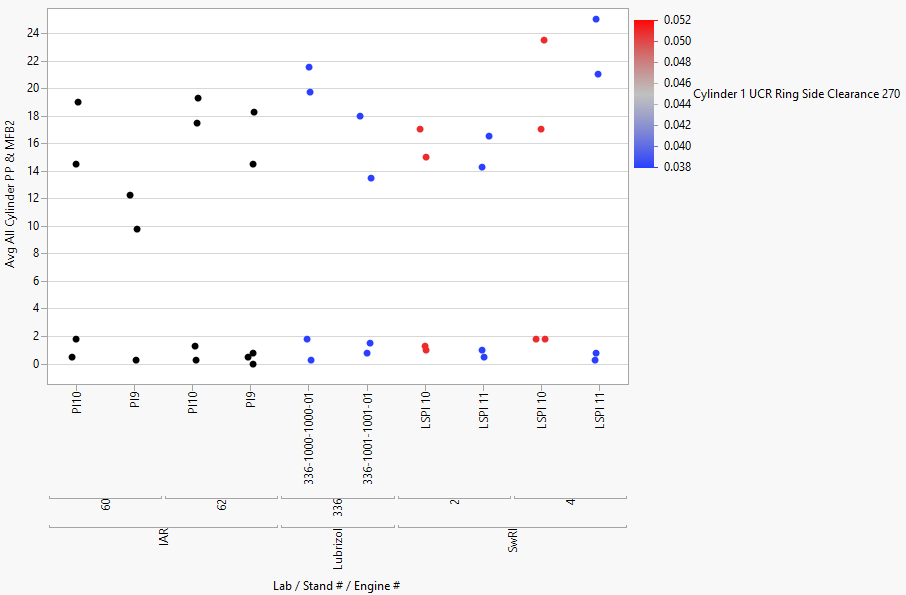 Avg All Cylinder PP & MFB2
24
22
20
18
16
14
12
10
8
6
4
2
0
0.052
0.050
0.048
0.046
0.044
0.042
0.040
0.038
Cylinder 1 UCR Ring Side Clearance 270
PI10
PI9
PI10
PI9
336-1000-1000-01
336-1001-1001-01
LSPI 10
LSPI 11
LSPI 10
LSPI 11
60
62
336
2
4
IAR
Lubrizol
SwRI
Lab / Stand # / Engine #